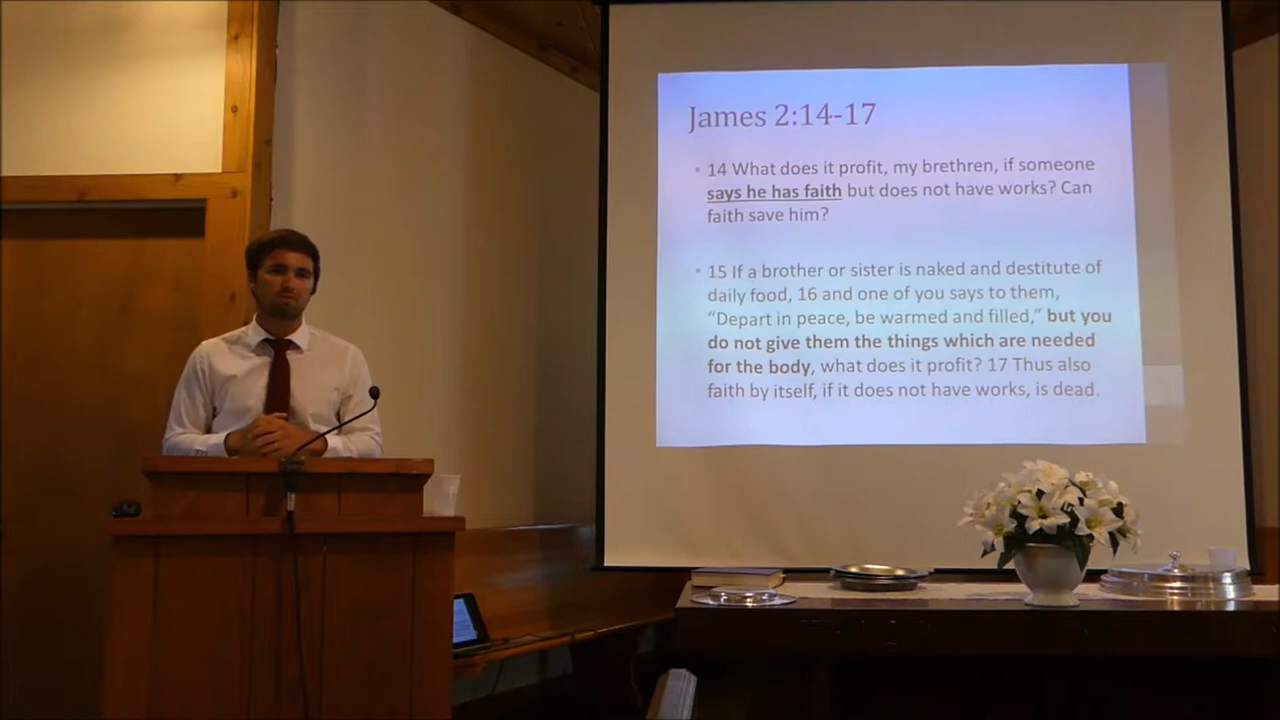 James 2:14-17
• 14 What does it profit, my brethren, if someone
says he has faith but does not have works? Can
faith save him?
• 15 If a brother or sister is naked and destitute of
daily food, 16 and one of you says to them,
“Depart in peace, be warmed and filled,” but you
do not give them the things which are needed
for the body, what does it profit? 17 Thus also
faith by itself, if it does not have works, is dead.